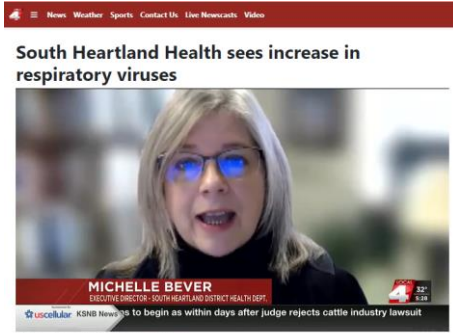 4 News Weather Sports Contact Us Live Newscasts Video
South Heartland Health sees increase in
respiratory viruses
MICHELLE BEVER
EXECUTIVE DIRECTOR - SOUTH HEARTLAND DISTRICT HEALTH DEPT.
LOCAL
4
32°
5:28
uscellular KSNB News
s to begin as within days after judge rejects cattle industry lawsuit